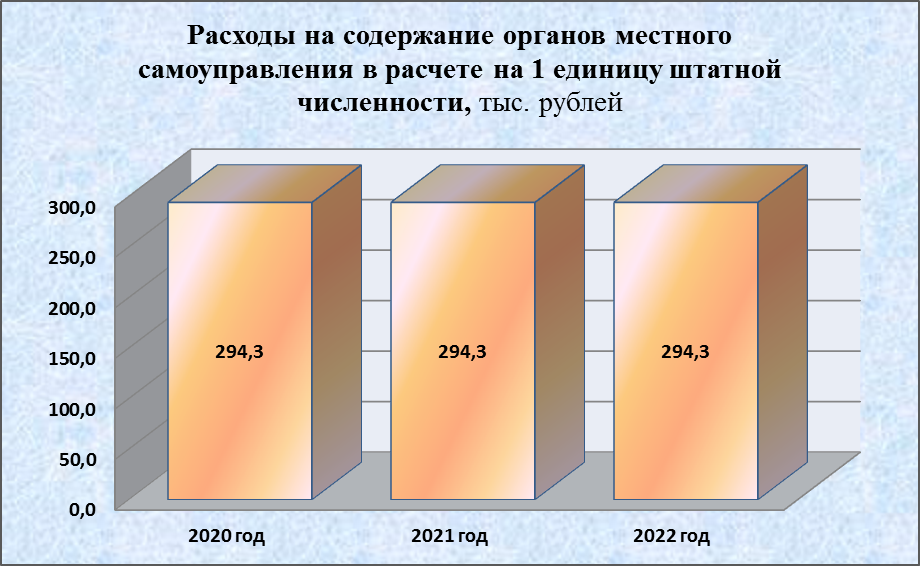 Расходы на содержание органов местного
самоуправления в расчете на 1 единицу штатной
численности, тыс. рублей
300,0
250,0
200,0
150,0
100,0
50,0
0,0
294,3
294,3
294,3
2020 год
2021 год
2022 год